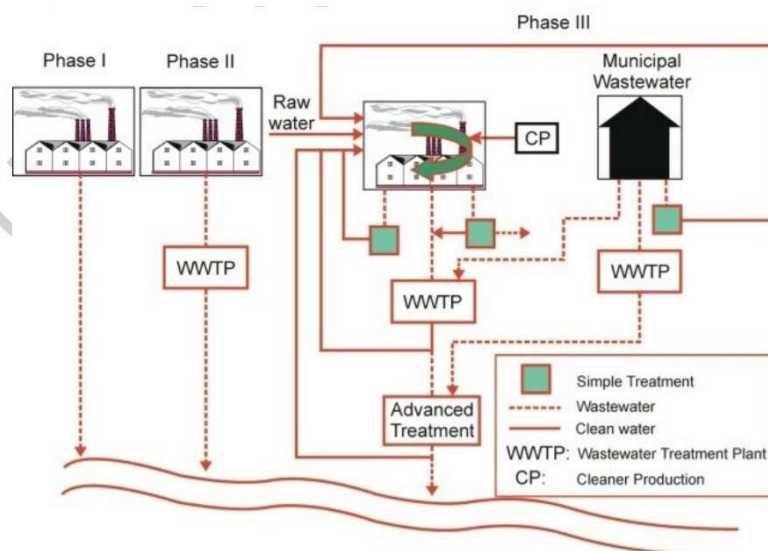 Phase III
Phase I
Phase II
Municipal
Wastewater
Raw
water
CP
WWTP
WWTP
WWTP
Advanced
Treatment
Simple Treatment
Wastewater
Clean water
WWTP: Wastewater Treatment Plant
CP: Cleaner Production